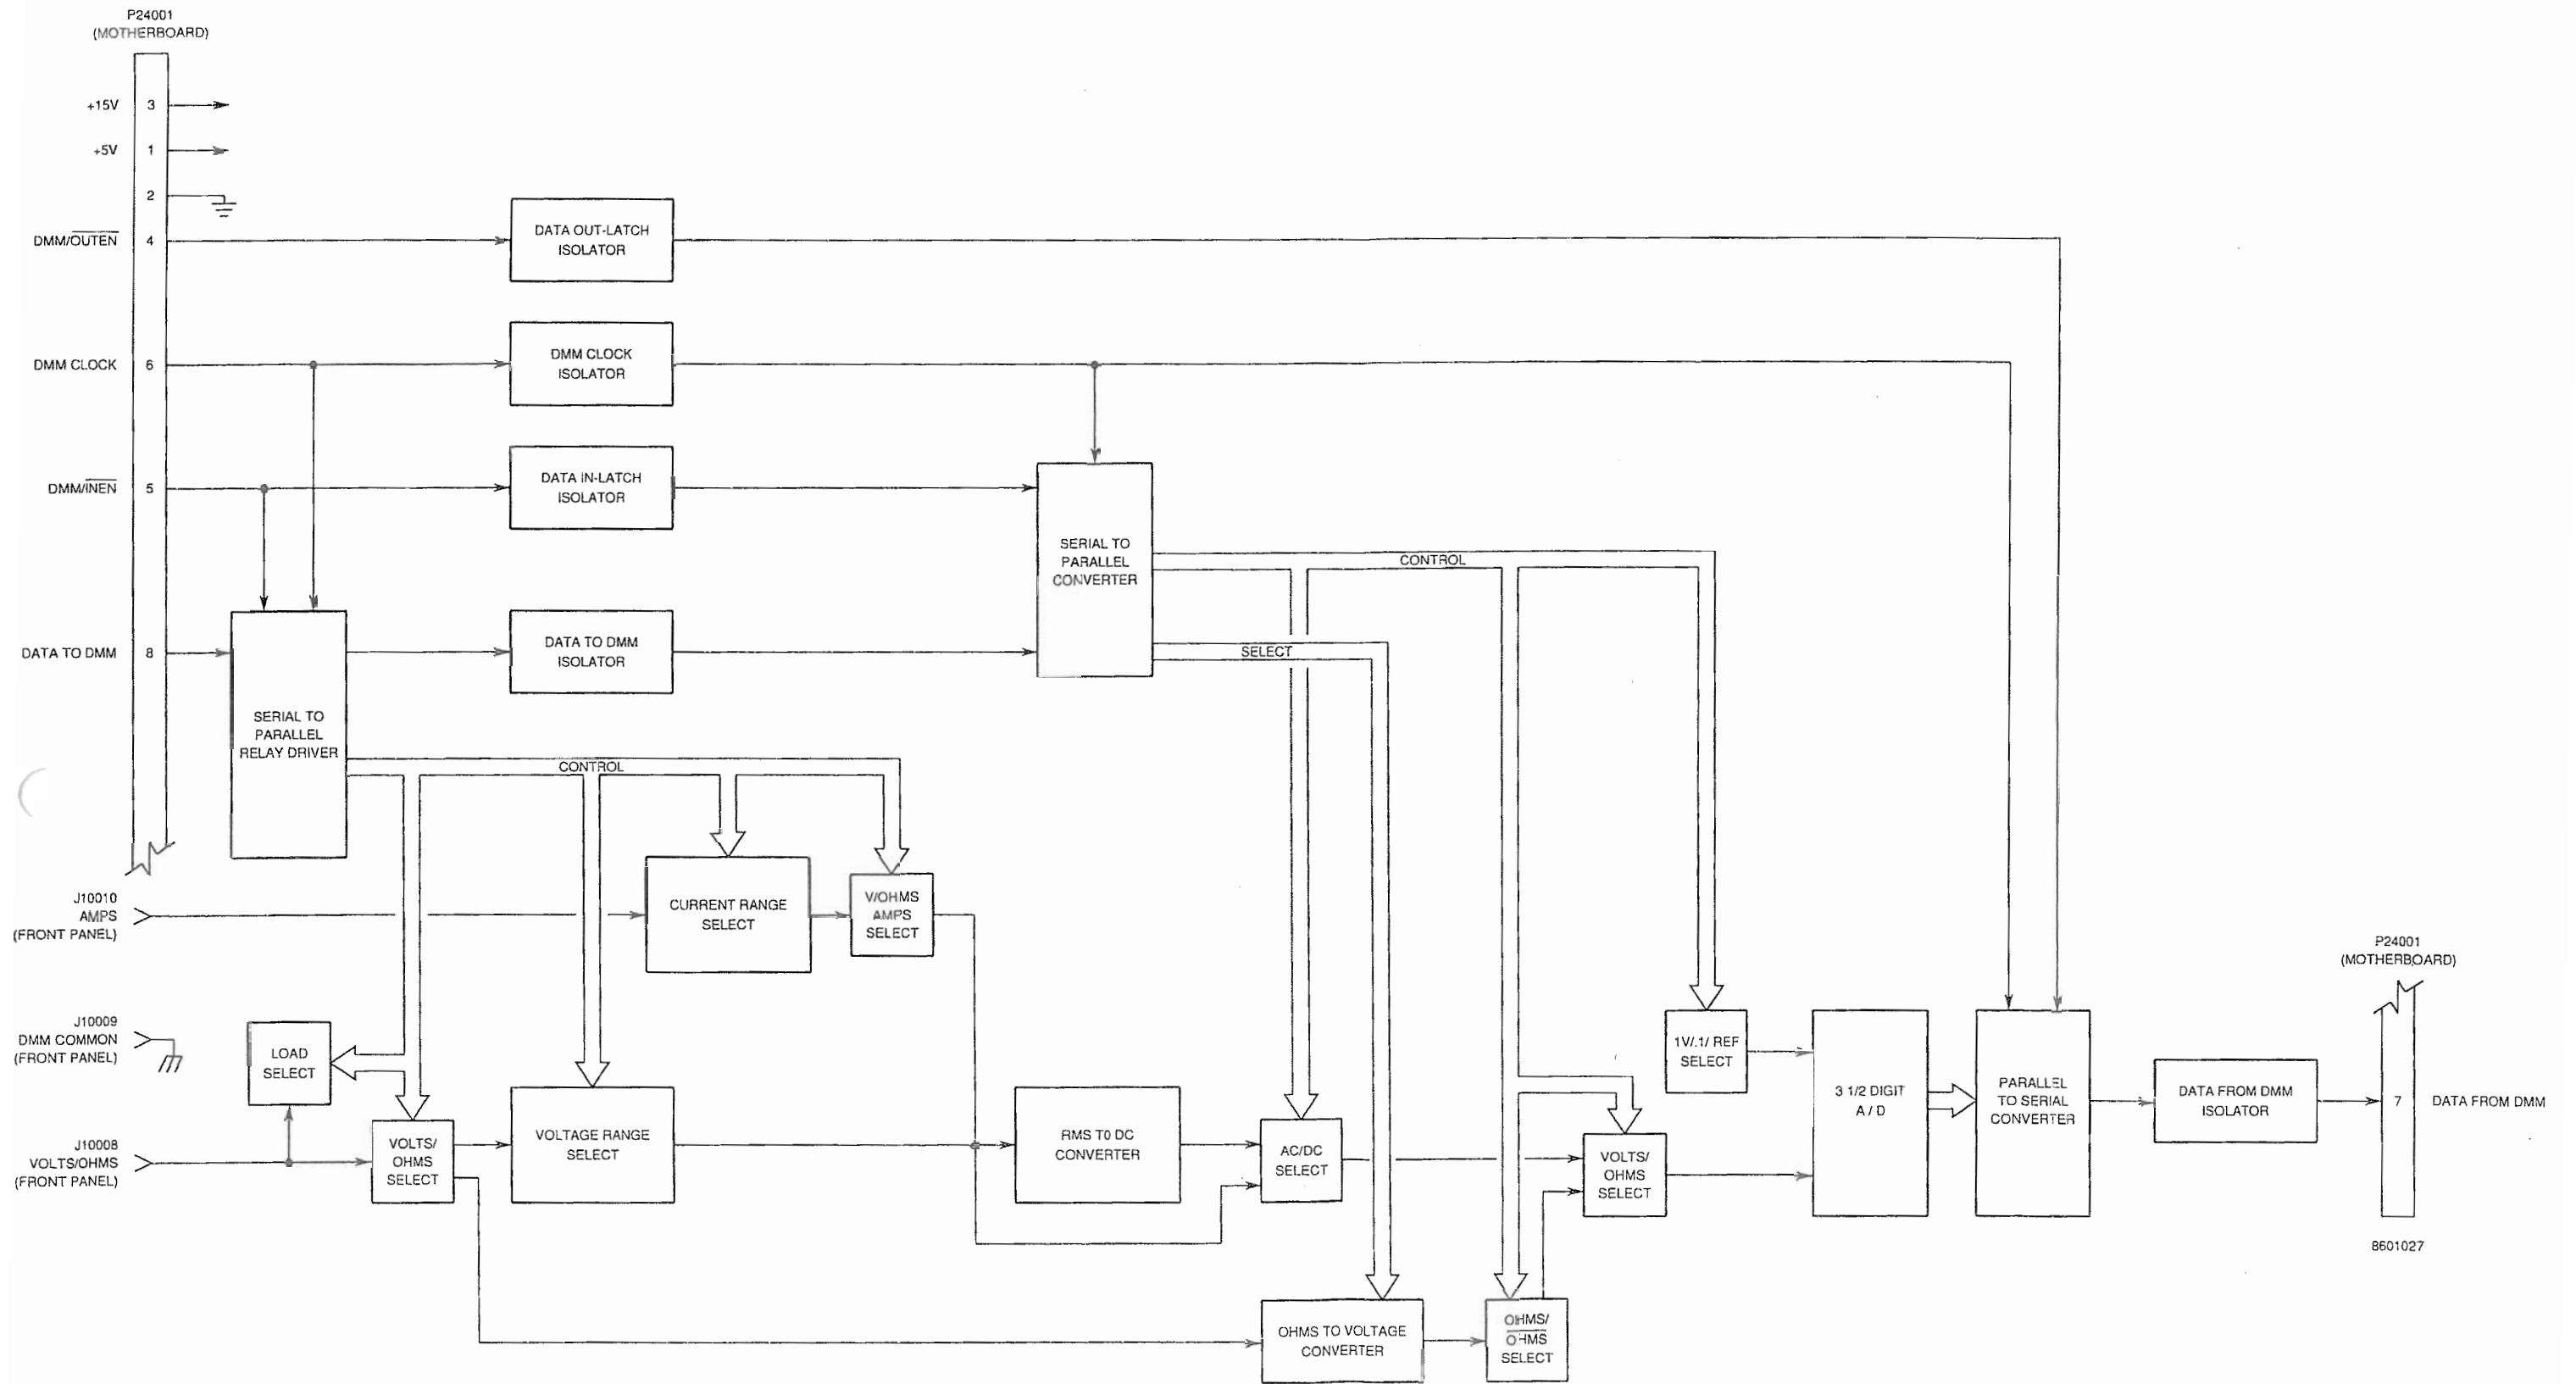 P24001
(MOTHERBOARD)
+15V 3
+5V 1
2
DMM/OUTEN 4
DATA OUT-LATCH
ISOLATOR
DMM CLOCK 6
DMM CLOCK
ISOLATOR
DMM/INEN 5
DATA IN-LATCH
ISOLATOR
SERIAL TO
PARALLEL
CONVERTER
CONTROL
SELECT
DATA TO DMM 8
DATA TO DMM
ISOLATOR
SERIAL TO
PARALLEL
RELAY DRIVER
CONTROL
J10010
AMPS
(FRONT PANEL)
CURRENT RANGE
SELECT
V/OHMS
AMPS
SELECT
J10009
DMM COMMON
(FRONT PANEL)
LOAD
SELECT
J10008
VOLTS/OHMS
(FRONT PANEL)
VOLTS/
OHMS
SELECT
VOLTAGE RANGE
SELECT
RMS TO DC
CONVERTER
AC/DC
SELECT
OHMS TO VOLTAGE
CONVERTER
OHMS/
OHMS
SELECT
VOLTS/
OHMS
SELECT
1V/.1/ REF
SELECT
3 1/2 DIGIT
A / D
PARALLEL
TO SERIAL
CONVERTER
DATA FROM DMM
ISOLATOR
P24001
(MOTHERBOARD)
7 DATA FROM DMM
8601027